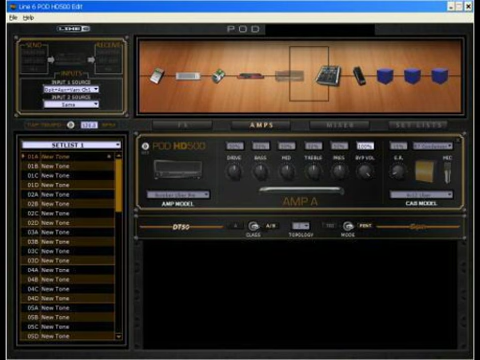 Line 6 POD HD500 Edit
File Help
LINE 6
POD
SEND
RECEIVE
INPUTS
INPUT 1 SOURCE
INPUT 2 SOURCE
Same
FX
AMPS
MIXER
SET LISTS
SETLIST 1
01A New Tone
01B New Tone
01C New Tone
01D New Tone
02A New Tone
02B New Tone
02C New Tone
02D New Tone
03A New Tone
03B New Tone
03C New Tone
03D New Tone
04A New Tone
04B New Tone
04C New Tone
04D New Tone
05A New Tone
05B New Tone
05C New Tone
05D New Tone
POD HD500
DRIVE
BASS
MID
TREBLE
PRES
BYP VOL
E.R.
MIC
AMP MODEL
AMP A
CAB MODEL
DT50
A
A/B
CLASS
TOPOLOGY
MODE
PENT